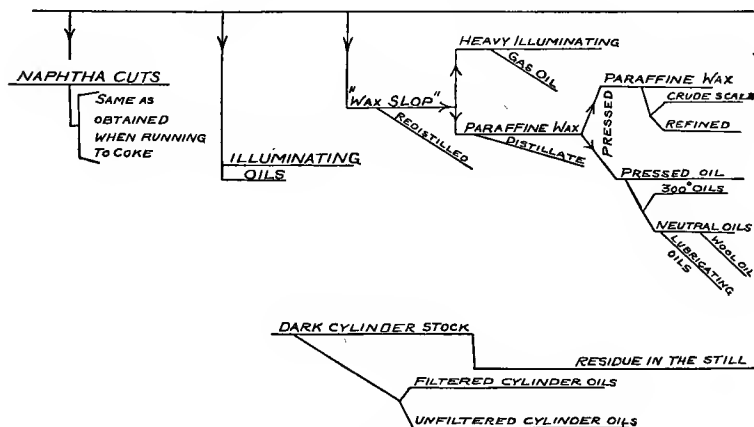 NAPHTHA CUTS
SAME AS
OBTAINED
WHEN RUNNING
TO COKE
ILLUMINATING
OILS
"WAX SLOP"
REDISTILLED
HEAVY ILLUMINATING
GAS OIL
PARAFFINE WAX
DISTILLATE
PRESSED
PARAFFINE WAX
CRUDE SCALE
REFINED
PRESSED OIL
300° OILS
NEUTRAL OILS
WOOL OIL
LUBRICATING
OILS
DARK CYLINDER STOCK
RESIDUE IN THE STILL
FILTERED CYLINDER OILS
UNFILTERED CYLINDER OILS